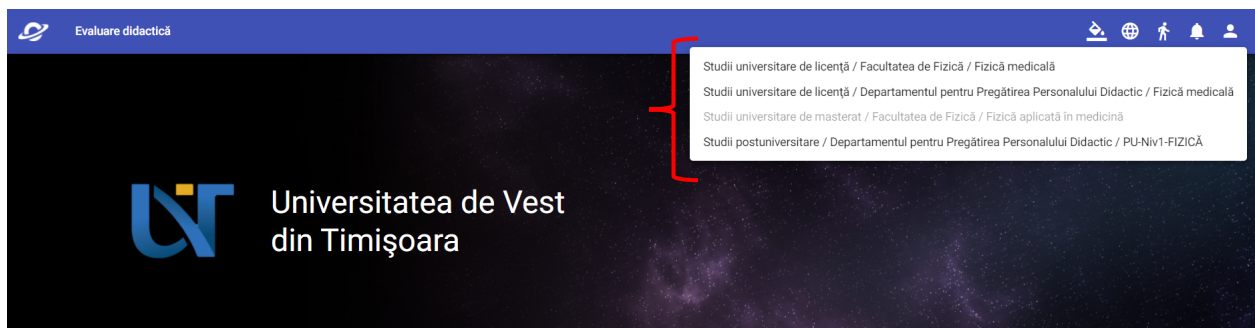 Evaluare didactică
Studii universitare de licenţă / Facultatea de Fizică / Fizică medicală
Studii universitare de licenţă / Departamentul pentru Pregătirea Personalului Didactic / Fizică medicală
Studii universitare de masterat / Facultatea de Fizică / Fizică aplicată în medicină
Studii postuniversitare / Departamentul pentru Pregătirea Personalului Didactic / PU-Niv1-FIZICĂ
Universitatea de Vest
din Timişoara